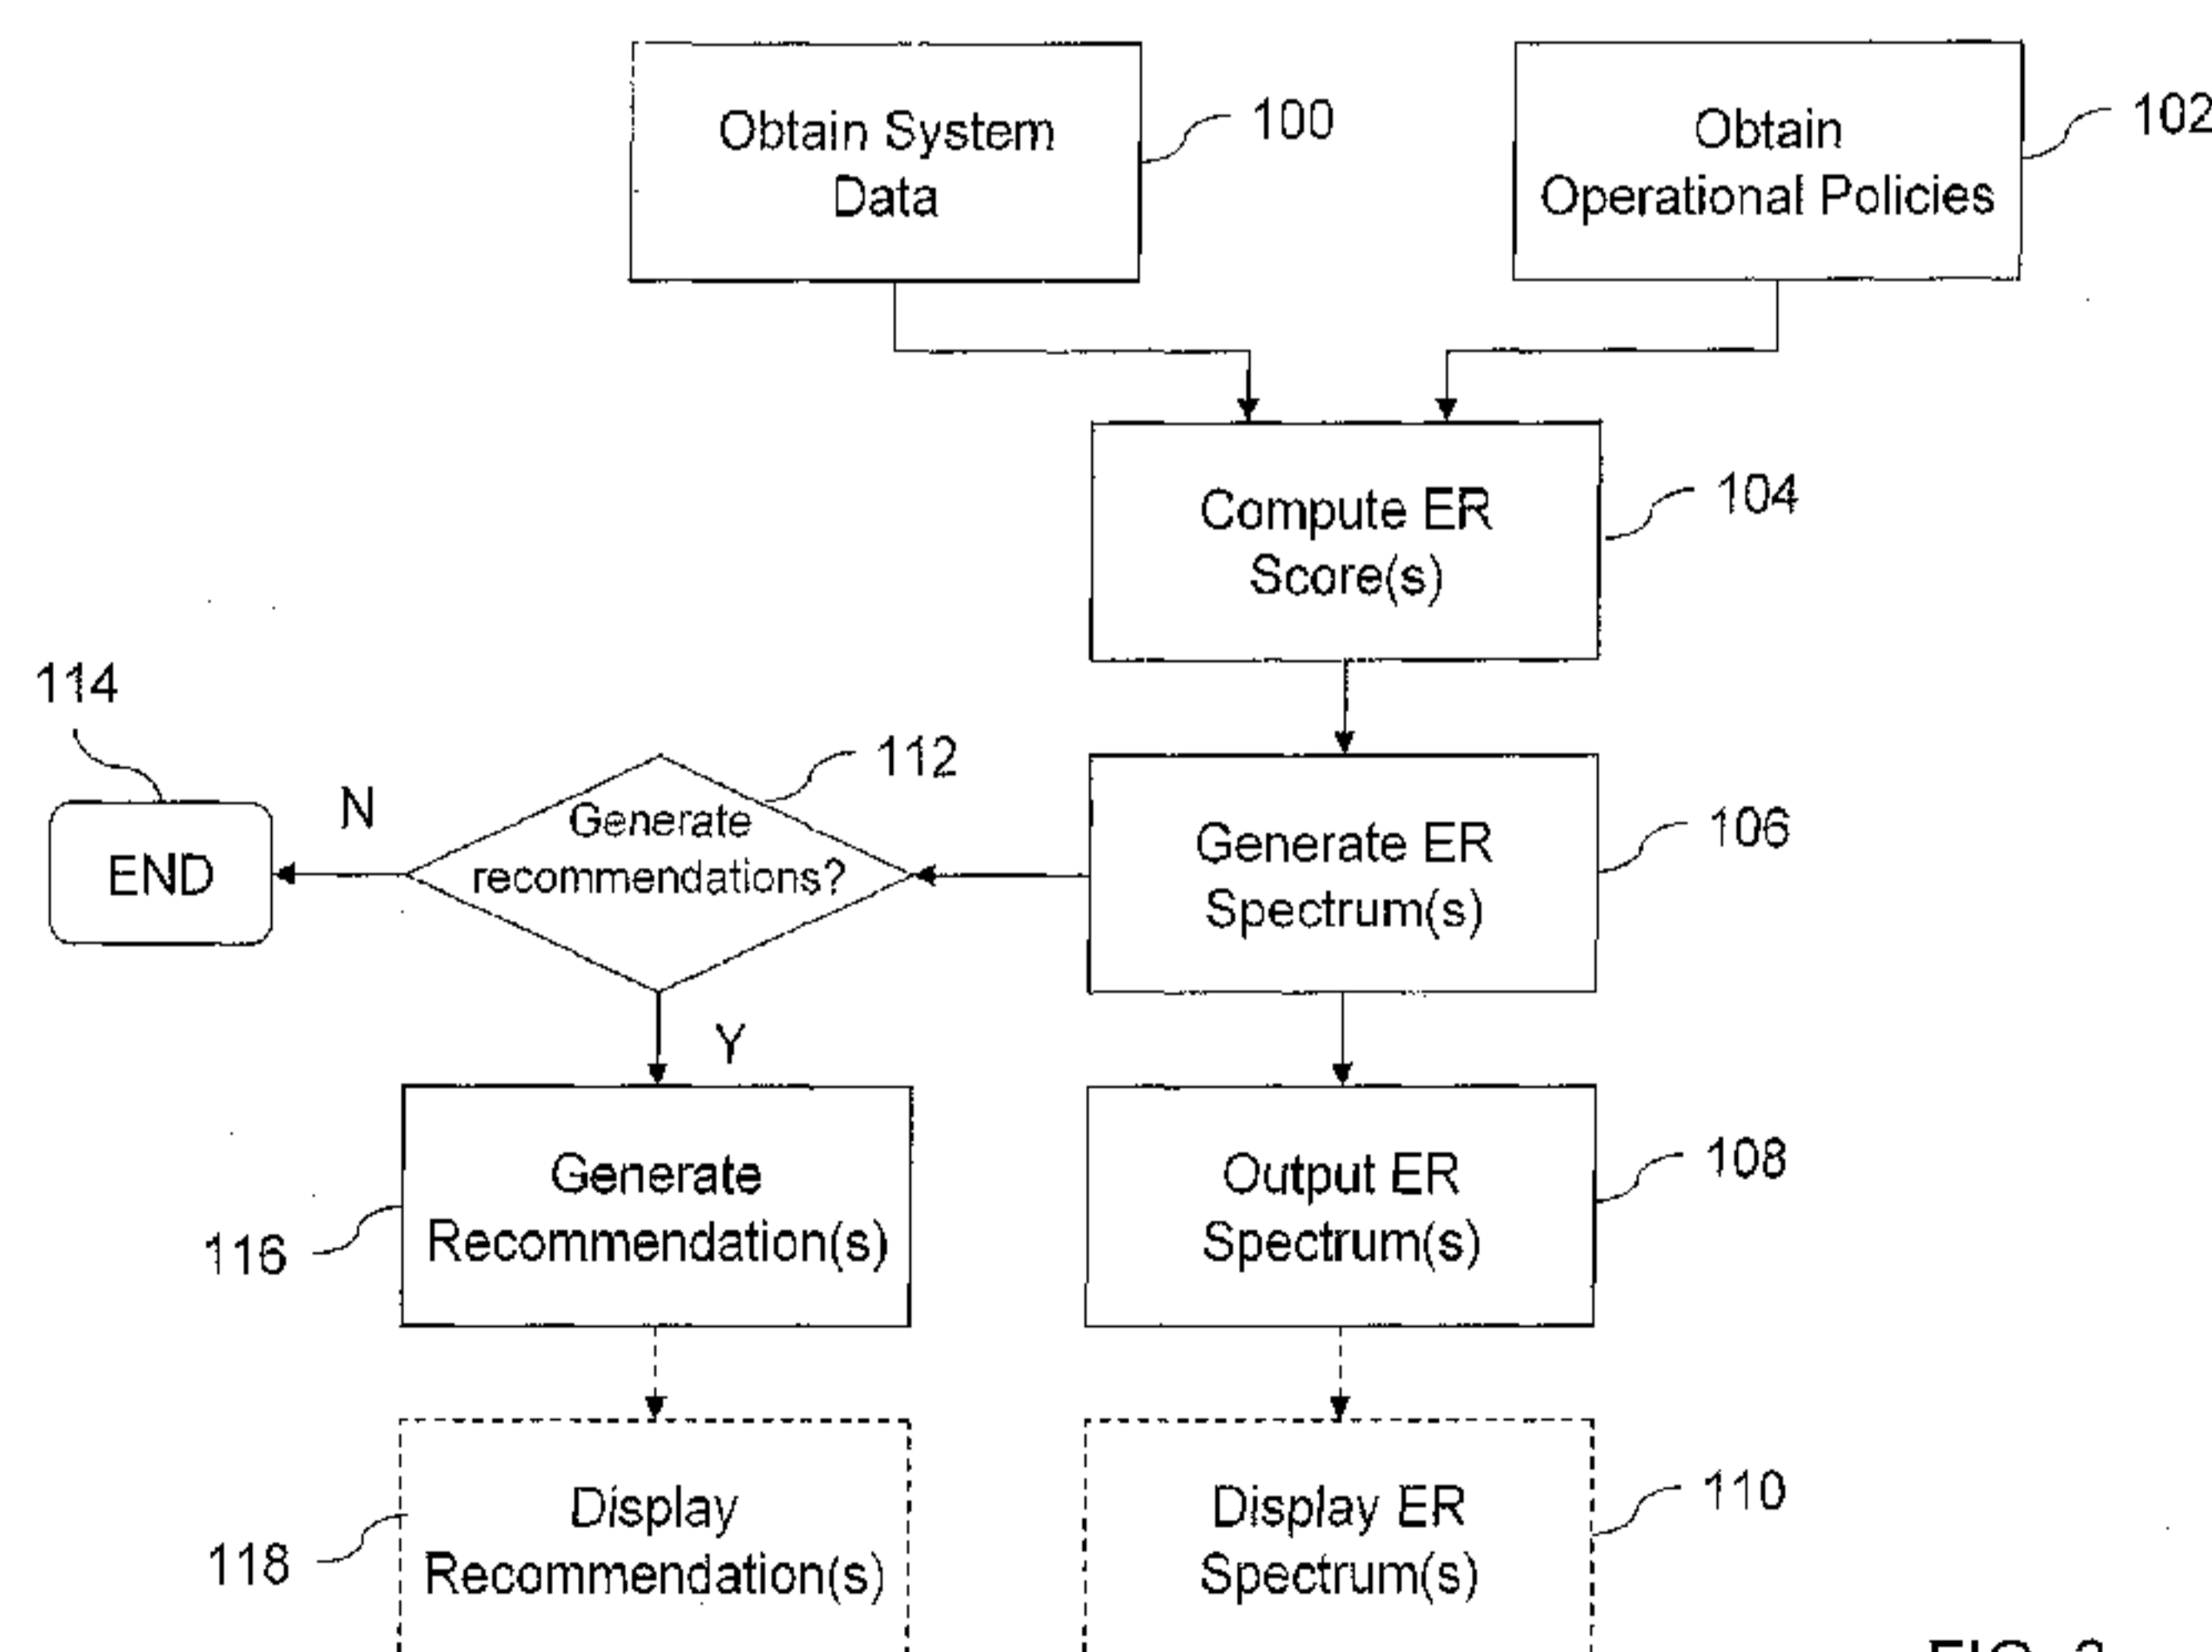 Obtain System
Data
100
Obtain
Operational Policies
102
Compute ER
Score(s)
104
114
END
N
112
Generate
recommendations?
Generate ER
Spectrum(s)
106
Y
116
Generate
Recommendation(s)
Output ER
Spectrum(s)
108
118
Display
Recommendation(s)
Display ER
Spectrum(s)
110
FIG.